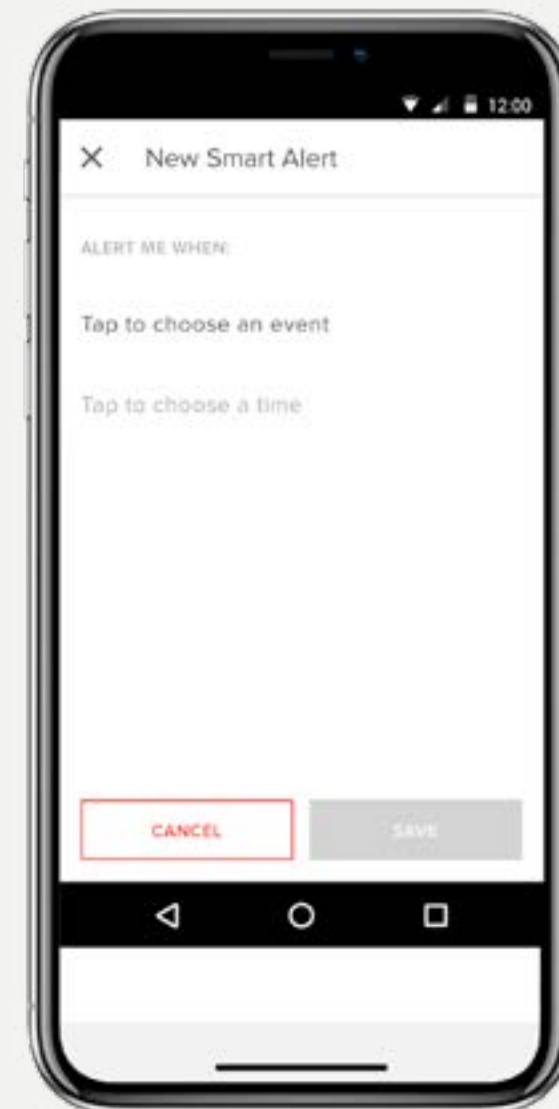 12:00
New Smart Alert
ALERT ME WHEN:
Tap to choose an event
Tap to choose a time
CANCEL SAVE